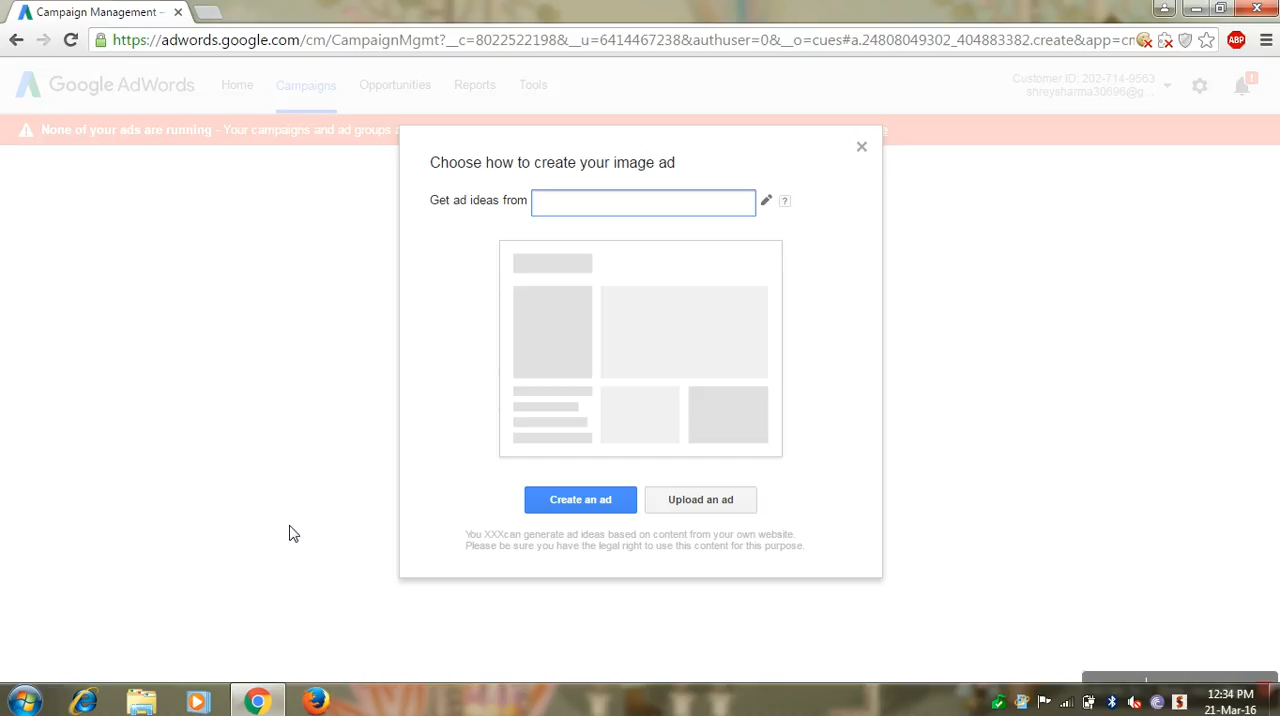 Campaign Management –
https://adwords.google.com/cm/CampaignMgmt?__c=8022522198&__u=6414467238&authuser=0&__o=cues#a.24808049302_404883382.create&app=cr
ABP
Google AdWords
Home
Campaigns
Opportunities
Reports
Tools
Customer ID: 202-714-9563
shreysharma30696@g...
!
None of your ads are running - Your campaigns and ad groups a
Choose how to create your image ad
Get ad ideas from
?
Create an ad
Upload an ad
You XXXcan generate ad ideas based on content from your own website.
Please be sure you have the legal right to use this content for this purpose.
12:34 PM
21-Mar-16